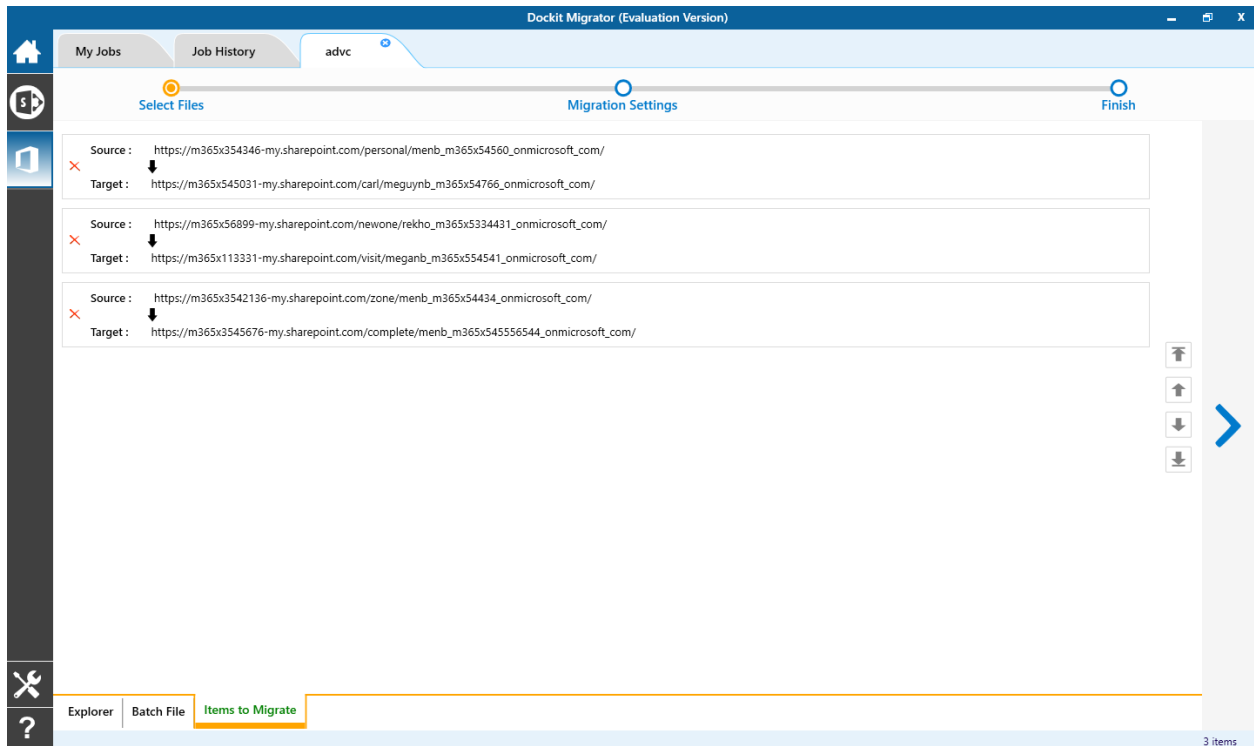 Dockit Migrator (Evaluation Version)
X
My Jobs
Job History
advc
S
Select Files
Migration Settings
Finish
Source : https://m365x354346-my.sharepoint.com/personal/menb_m365x54560_onmicrosoft_com/
Target : https://m365x545031-my.sharepoint.com/carl/meguynb_m365x54766_onmicrosoft_com/
Source : https://m365x56899-my.sharepoint.com/newone/rekho_m365x5334431_onmicrosoft_com/
Target : https://m365x113331-my.sharepoint.com/visit/meganb_m365x554541_onmicrosoft_com/
Source : https://m365x3542136-my.sharepoint.com/zone/menb_m365x54434_onmicrosoft_com/
Target : https://m365x3545676-my.sharepoint.com/complete/menb_m365x545556544_onmicrosoft_com/
Explorer
Batch File
Items to Migrate
?
3 items